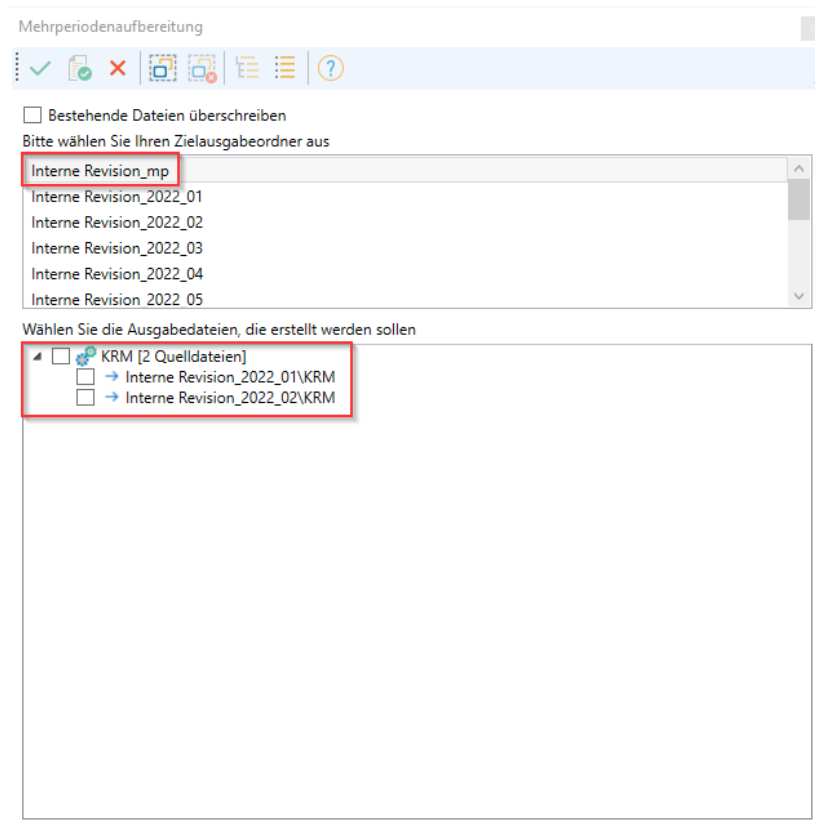 Mehrperiodenaufbereitung
Bestehende Dateien überschreiben
Bitte wählen Sie Ihren Zielausgabeordner aus
Interne Revision_mp
Interne Revision_2022_01
Interne Revision_2022_02
Interne Revision_2022_03
Interne Revision_2022_04
Interne Revision_2022_05
Wählen Sie die Ausgabedateien, die erstellt werden sollen
KRM [2 Quelldateien]
Interne Revision_2022_01\KRM
Interne Revision_2022_02\KRM